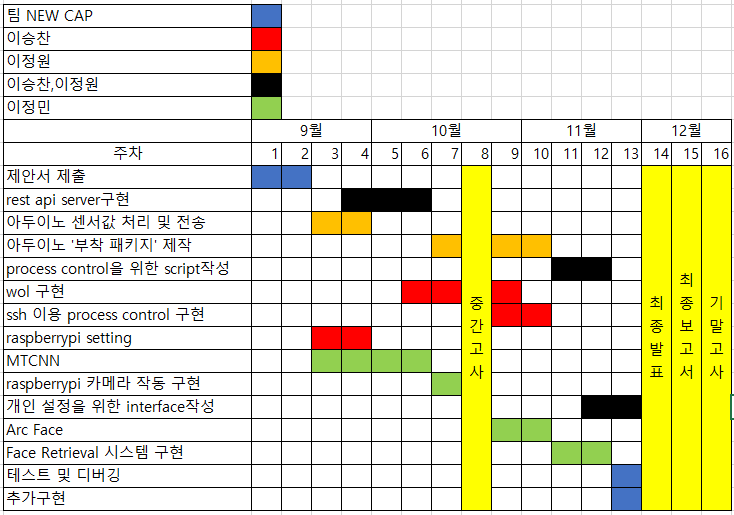 팀 NEW CAP
이승찬
이정원
이승찬,이정원
이정민
9월 10월 11월 12월
주차 1 2 3 4 5 6 7 8 9 10 11 12 13 14 15 16
제안서 제출
rest api server구현
아두이노 센서값 처리 및 전송
아두이노 '부착 패키지' 제작
process control을 위한 script작성
wol 구현
ssh 이용 process control 구현
raspberrypi setting
MTCNN
raspberrypi 카메라 작동 구현
개인 설정을 위한 interface작성
Arc Face
Face Retrieval 시스템 구현
테스트 및 디버깅
추가구현
중간고사
최종발표
최종보고서
기말고사